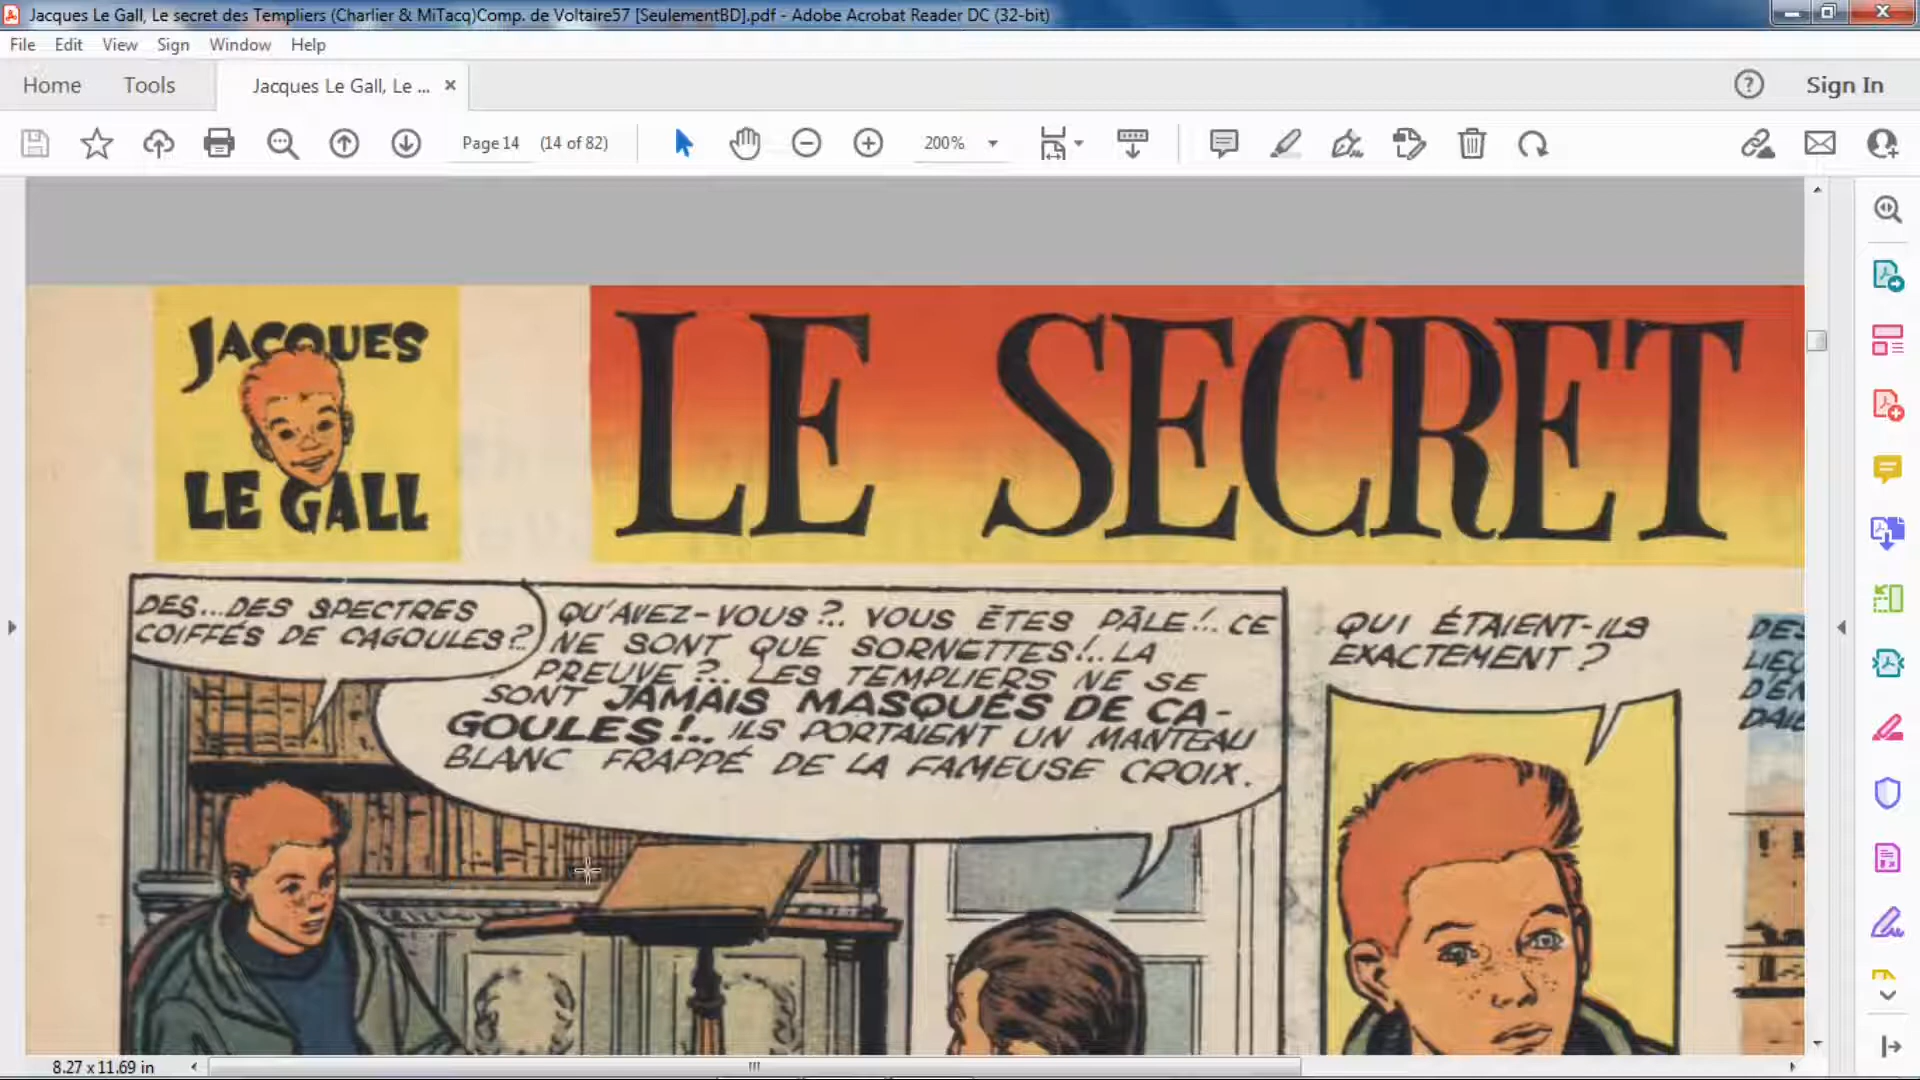 Jacques Le Gall, Le secret des Templiers (Charlier & MiTacq)Comp. de Voltaire57 [SeulementBD].pdf - Adobe Acrobat Reader DC (32-bit)
File Edit View Sign Window Help
Home Tools Jacques Le Gall, Le ... × Sign In
Page 14 (14 of 82) 200%
JACQUES
LE GALL
LE SECRET
DES...DES SPECTRES
COIFFÉS DE CAGOULES?
QU'AVEZ-VOUS?.. VOUS ÊTES PÂLE!.. CE
NE SONT QUE SORNETTES!.. LA
PREUVE?.. LES TEMPLIERS NE SE
SONT JAMAIS MASQUÉS DE CA-
GOULES!.. ILS PORTAIENT UN MANTEAU
BLANC FRAPPÉ DE LA FAMEUSE CROIX.
QUI ÉTAIENT-ILS
EXACTEMENT?
DES
8.27 x 11.69 in